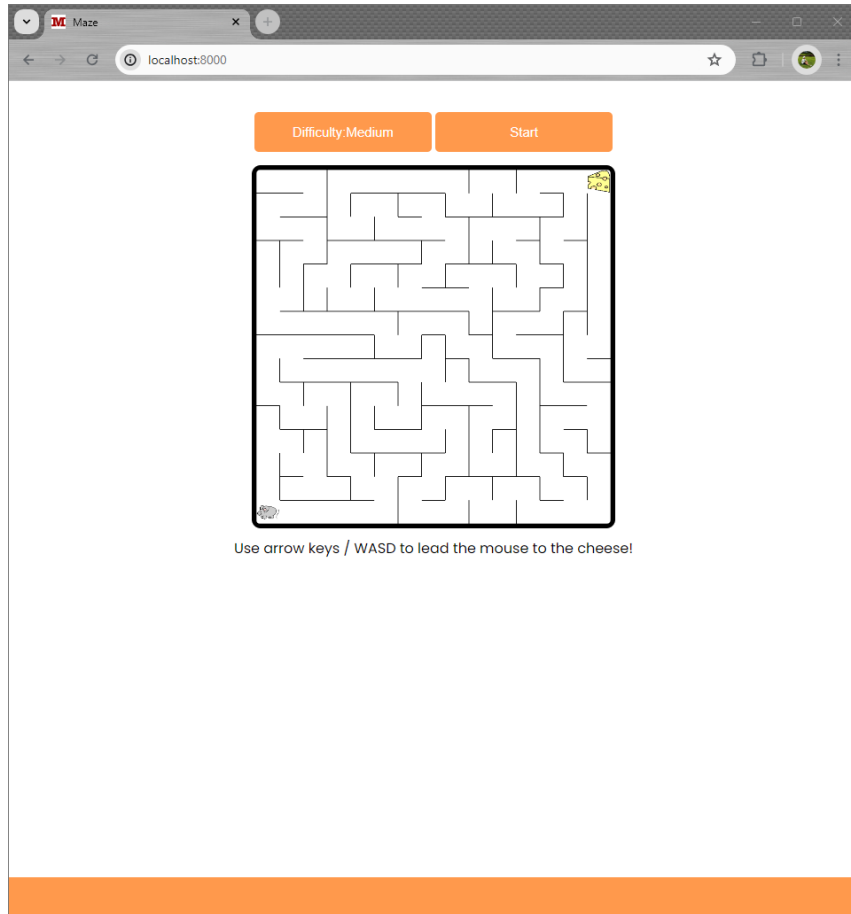 M Maze
localhost:8000
Difficulty:Medium
Start
Use arrow keys / WASD to lead the mouse to the cheese!